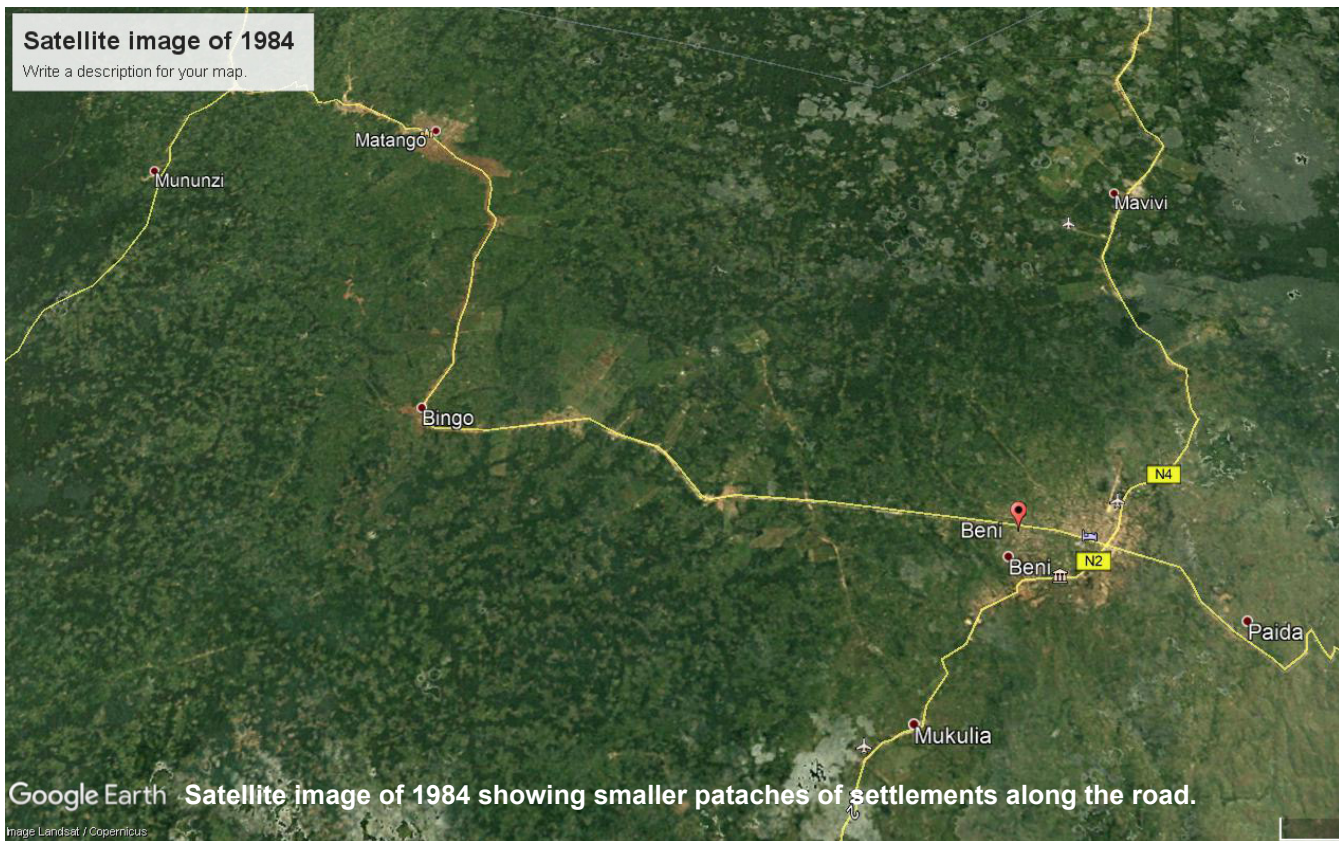 Satellite image of 1984
Write a description for your map.
Matango
Mununzi
Mavivi
Bingo
N4
Beni
Beni
N2
Paida
Mukulia
Google Earth
Satellite image of 1984 showing smaller pataches of settlements along the road.
Image Landsat / Copernicus